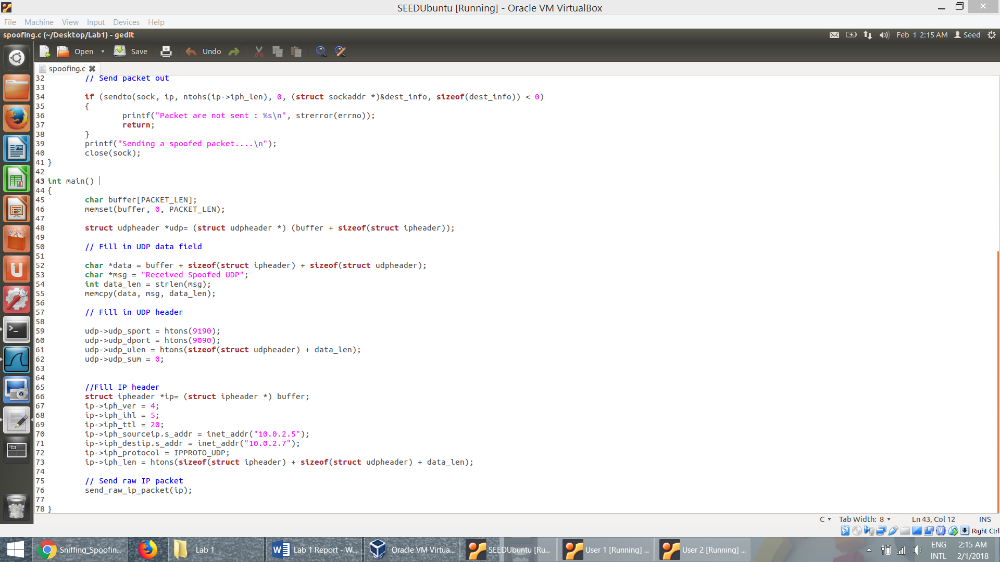 SEEDUbuntu [Running] - Oracle VM VirtualBox
File Machine View Input Devices Help
spoofing.c (~/Desktop/Lab1) - gedit
Feb 1 2:15 AM Seed
Open Save Undo
spoofing.c
32 // Send packet out
33
34 if (sendto(sock, ip, ntohs(ip->iph_len), 0, (struct sockaddr *)&dest_info, sizeof(dest_info)) < 0)
35 {
36 printf("Packet are not sent : %s\n", strerror(errno));
37 return;
38 }
39 printf("Sending a spoofed packet....\n");
40 close(sock);
41 }
42
43 int main()
44 {
45 char buffer[PACKET_LEN];
46 memset(buffer, 0, PACKET_LEN);
47
48 struct udpheader *udp= (struct udpheader *) (buffer + sizeof(struct ipheader));
49
50 // Fill in UDP data field
51
52 char *data = buffer + sizeof(struct ipheader) + sizeof(struct udpheader);
53 char *msg = "Received Spoofed UDP";
54 int data_len = strlen(msg);
55 memcpy(data, msg, data_len);
56
57 // Fill in UDP header
58
59 udp->udp_sport = htons(9190);
60 udp->udp_dport = htons(9090);
61 udp->udp_ulen = htons(sizeof(struct udpheader) + data_len);
62 udp->udp_sum = 0;
63
64
65 //Fill IP header
66 struct ipheader *ip= (struct ipheader *) buffer;
67 ip->iph_ver = 4;
68 ip->iph_ihl = 5;
69 ip->iph_ttl = 20;
70 ip->iph_sourceip.s_addr = inet_addr("10.0.2.5");
71 ip->iph_destip.s_addr = inet_addr("10.0.2.7");
72 ip->iph_protocol = IPPROTO_UDP;
73 ip->iph_len = htons(sizeof(struct ipheader) + sizeof(struct udpheader) + data_len);
74
75 // Send raw IP packet
76 send_raw_ip_packet(ip);
77
78 }
C Tab Width: 8 Ln 43, Col 12 INS
Right Ctrl
Sniffing_Spoofin... Lab 1 Lab 1 Report - W... Oracle VM Virtua... SEEDUbuntu [Ru... User 1 [Running] ... User 2 [Running] ...
ENG 2:15 AM
INTL 2/1/2018